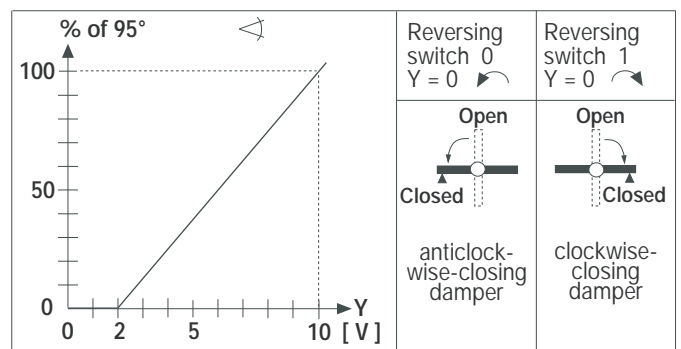 % of 95°
100
50
0
0 2 5 10 [ V ]
Y
Reversing
switch 0
Y = 0
Open
Closed
anticlock-
wise-closing
damper
Reversing
switch 1
Y = 0
Open
Closed
clockwise-
closing
damper